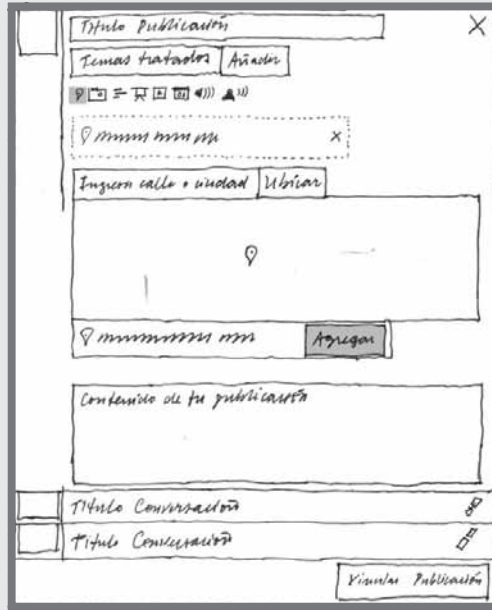 Título Publicación
Temas tratados Añadir
Ingresa calle o ciudad Ubicar
Agregar
Contenido de tu publicación
Título Conversación
Título Conversación
Vincular Publicación